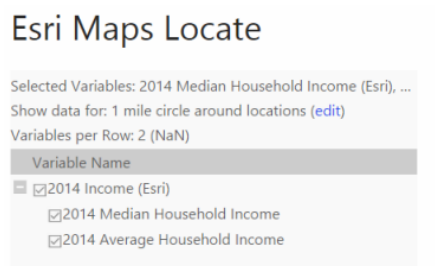 Esri Maps Locate
Selected Variables: 2014 Median Household Income (Esri), ...
Show data for: 1 mile circle around locations (edit)
Variables per Row: 2 (NaN)
Variable Name
2014 Income (Esri)
2014 Median Household Income
2014 Average Household Income